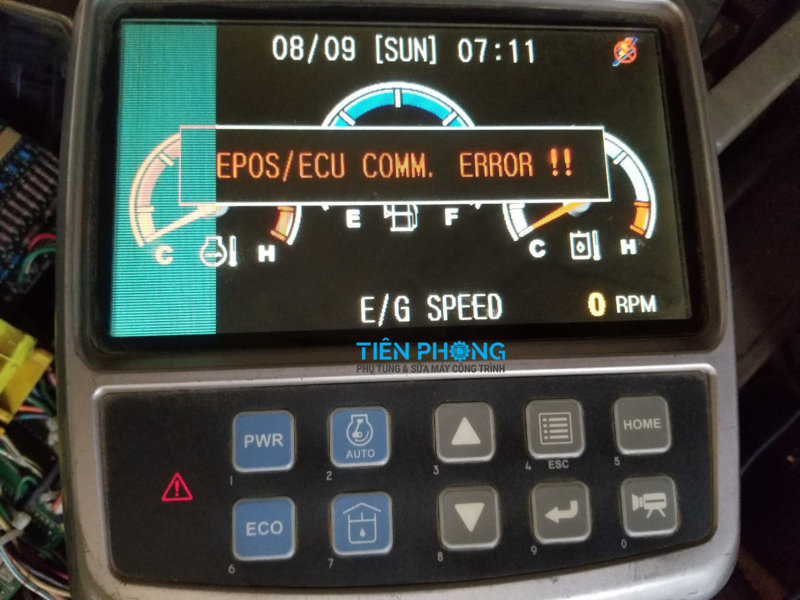 08/09 [SUN] 07:11
EPOS/ECU COMM. ERROR !!
E F
C H
C H
E/G SPEED 0 RPM
TIÊN PHONG
PHỤ TÙNG & SỬA MÁY CÔNG TRÌNH
PWR AUTO ESC HOME
1 2 3 4 5
ECO
6 7 8 9 0